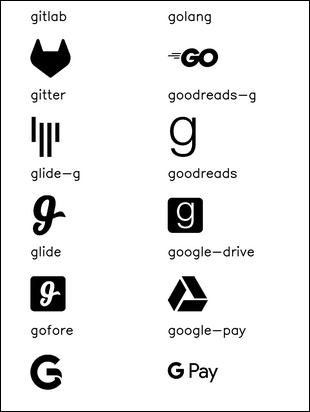 gitlab
golang
GO
gitter
goodreads-g
g
glide-g
goodreads
g
g
glide
google-drive
g
gofore
google-pay
G
G Pay